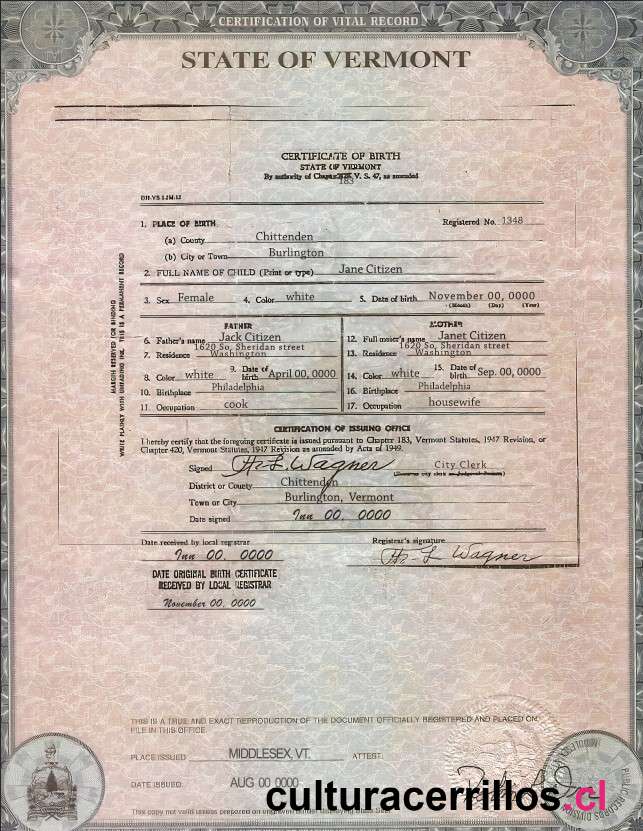 CERTIFICATION OF VITAL RECORD
STATE OF VERMONT
CERTIFICATE OF BIRTH
STATE OF VERMONT
By authority of Chapter V. S. 47, as amended
183
1. PLACE OF BIRTH
Registered No. 1348
(a) County Chittenden
(b) City or Town Burlington
2. FULL NAME OF CHILD (Print or type) Jane Citizen
3. Sex Female 4. Color white 5. Date of birth November 00, 0000
(Month) (Day) (Year)
MARGIN RESERVED FOR BINDING
WRITE PLAINLY WITH UNFADING INK. THIS IS A PERMANENT RECORD
FATHER
6. Father's name Jack Citizen
1620 So, Sheridan street
7. Residence Washington
8. Color white 9. Date of birth April 00, 0000
10. Birthplace Philadelphia
11. Occupation cook
MOTHER
12. Full moier's name Janet Citizen
1620 So, Sheridan street
13. Residence Washington
14. Color white 15. Date of birth Sep. 00, 0000
16. Birthplace Philadelphia
17. Occupation housewife
CERTIFICATION OF ISSUING OFFICE
I hereby certify that the foregoing certificate is issued pursuant to Chapter 183, Vermont Statutes, 1947 Revision, or
Chapter 420, Vermont Statutes, 1947 Revision as amended by Acts of 1949.
Signed H. L. Wagner City Clerk
District or County Chittenden
Town or City Burlington, Vermont
Date signed Inn 00, 0000
Date received by local registrar
Inn 00, 0000
Registrar's signature
L Wagner
DATE ORIGINAL BIRTH CERTIFICATE
RECEIVED BY LOCAL REGISTRAR
November 00, 0000
THIS IS A TRUE AND EXACT REPRODUCTION OF THE DOCUMENT OFFICIALLY REGISTERED AND PLACED ON
FILE IN THIS OFFICE.
PLACE ISSUED MIDDLESEX, VT. ATTEST:
DATE ISSUED: AUG 00 0000
This copy not valid unless prepared on engraved border
culturacerrillos.cl